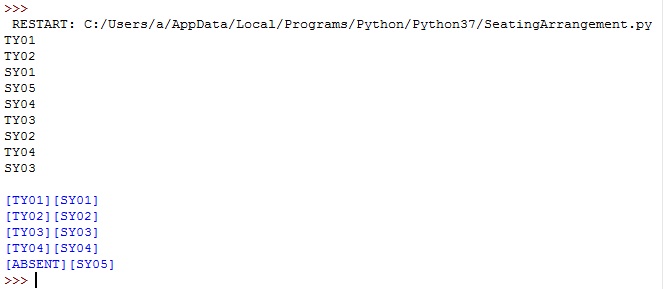 >>>
 RESTART: C:/Users/a/AppData/Local/Programs/Python/Python37/SeatingArrangement.py
TY01
TY02
SY01
SY05
SY04
TY03
SY02
TY04
SY03

[TY01][SY01]
[TY02][SY02]
[TY03][SY03]
[TY04][SY04]
[ABSENT][SY05]
>>>